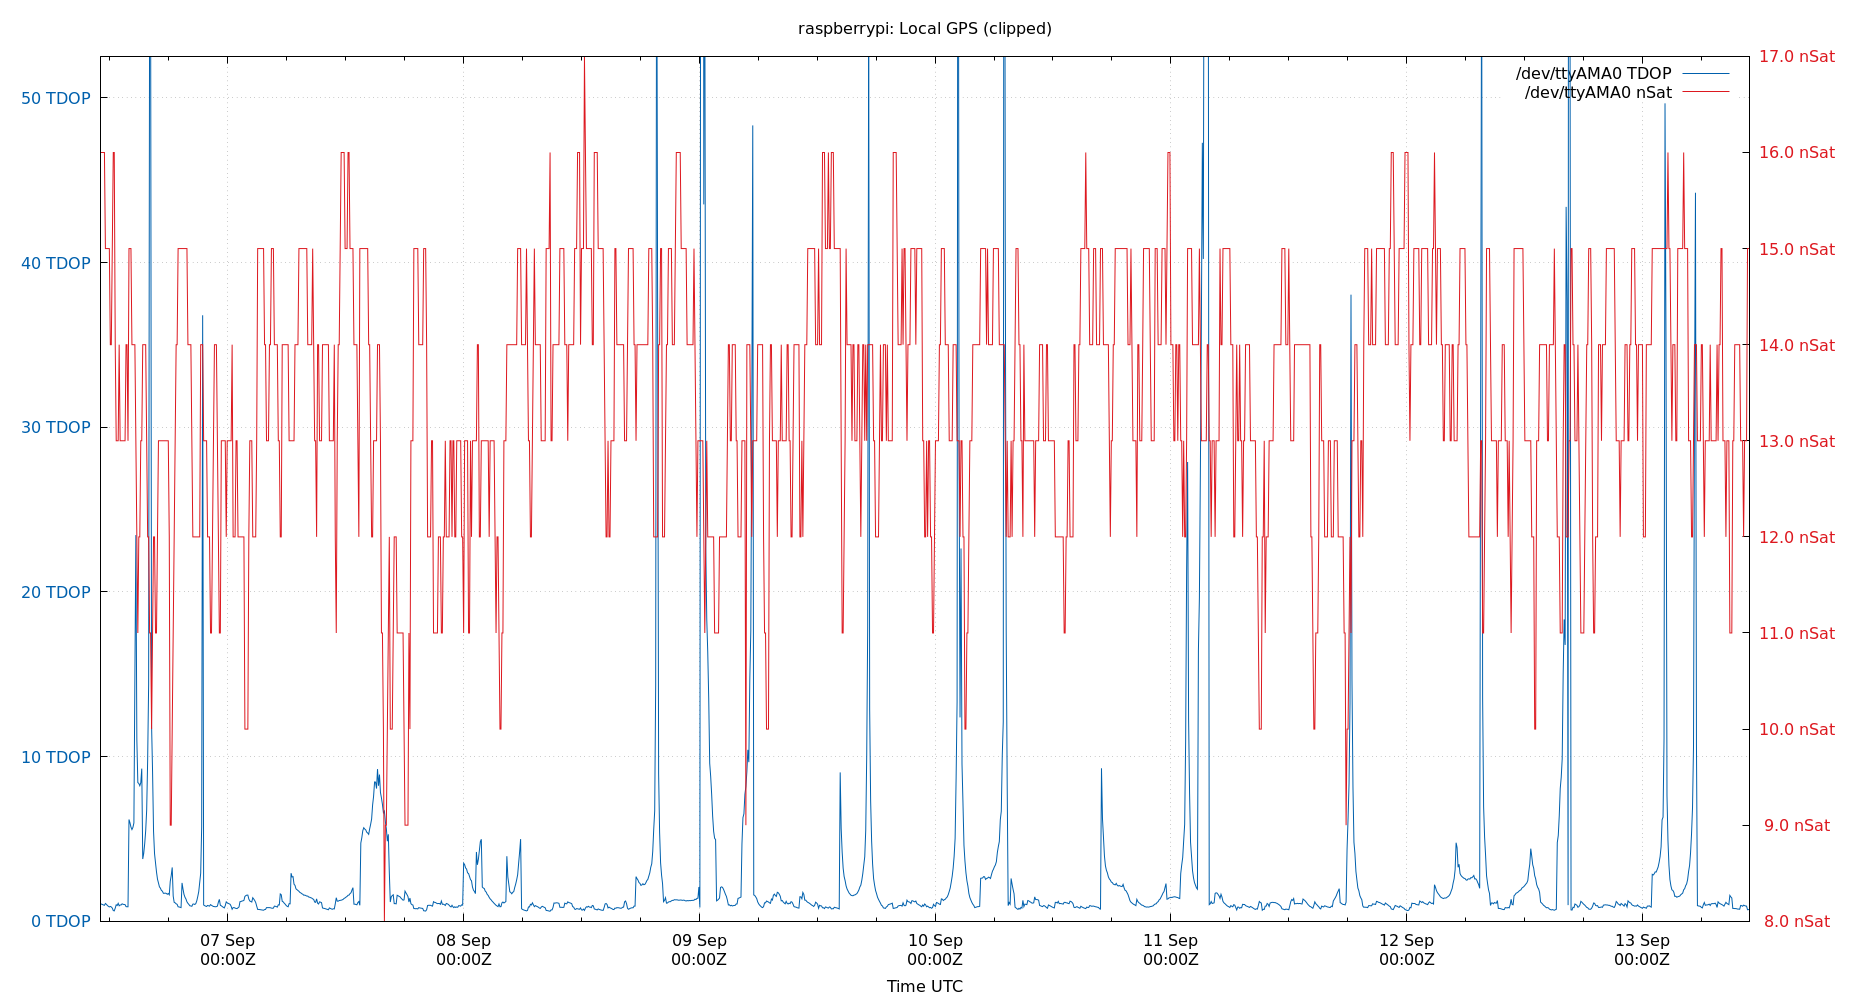 raspberrypi: Local GPS (clipped)
/dev/ttyAMA0 TDOP
/dev/ttyAMA0 nSat
50 TDOP
40 TDOP
30 TDOP
20 TDOP
10 TDOP
0 TDOP
17.0 nSat
16.0 nSat
15.0 nSat
14.0 nSat
13.0 nSat
12.0 nSat
11.0 nSat
10.0 nSat
9.0 nSat
8.0 nSat
07 Sep
00:00Z
08 Sep
00:00Z
09 Sep
00:00Z
10 Sep
00:00Z
11 Sep
00:00Z
12 Sep
00:00Z
13 Sep
00:00Z
Time UTC